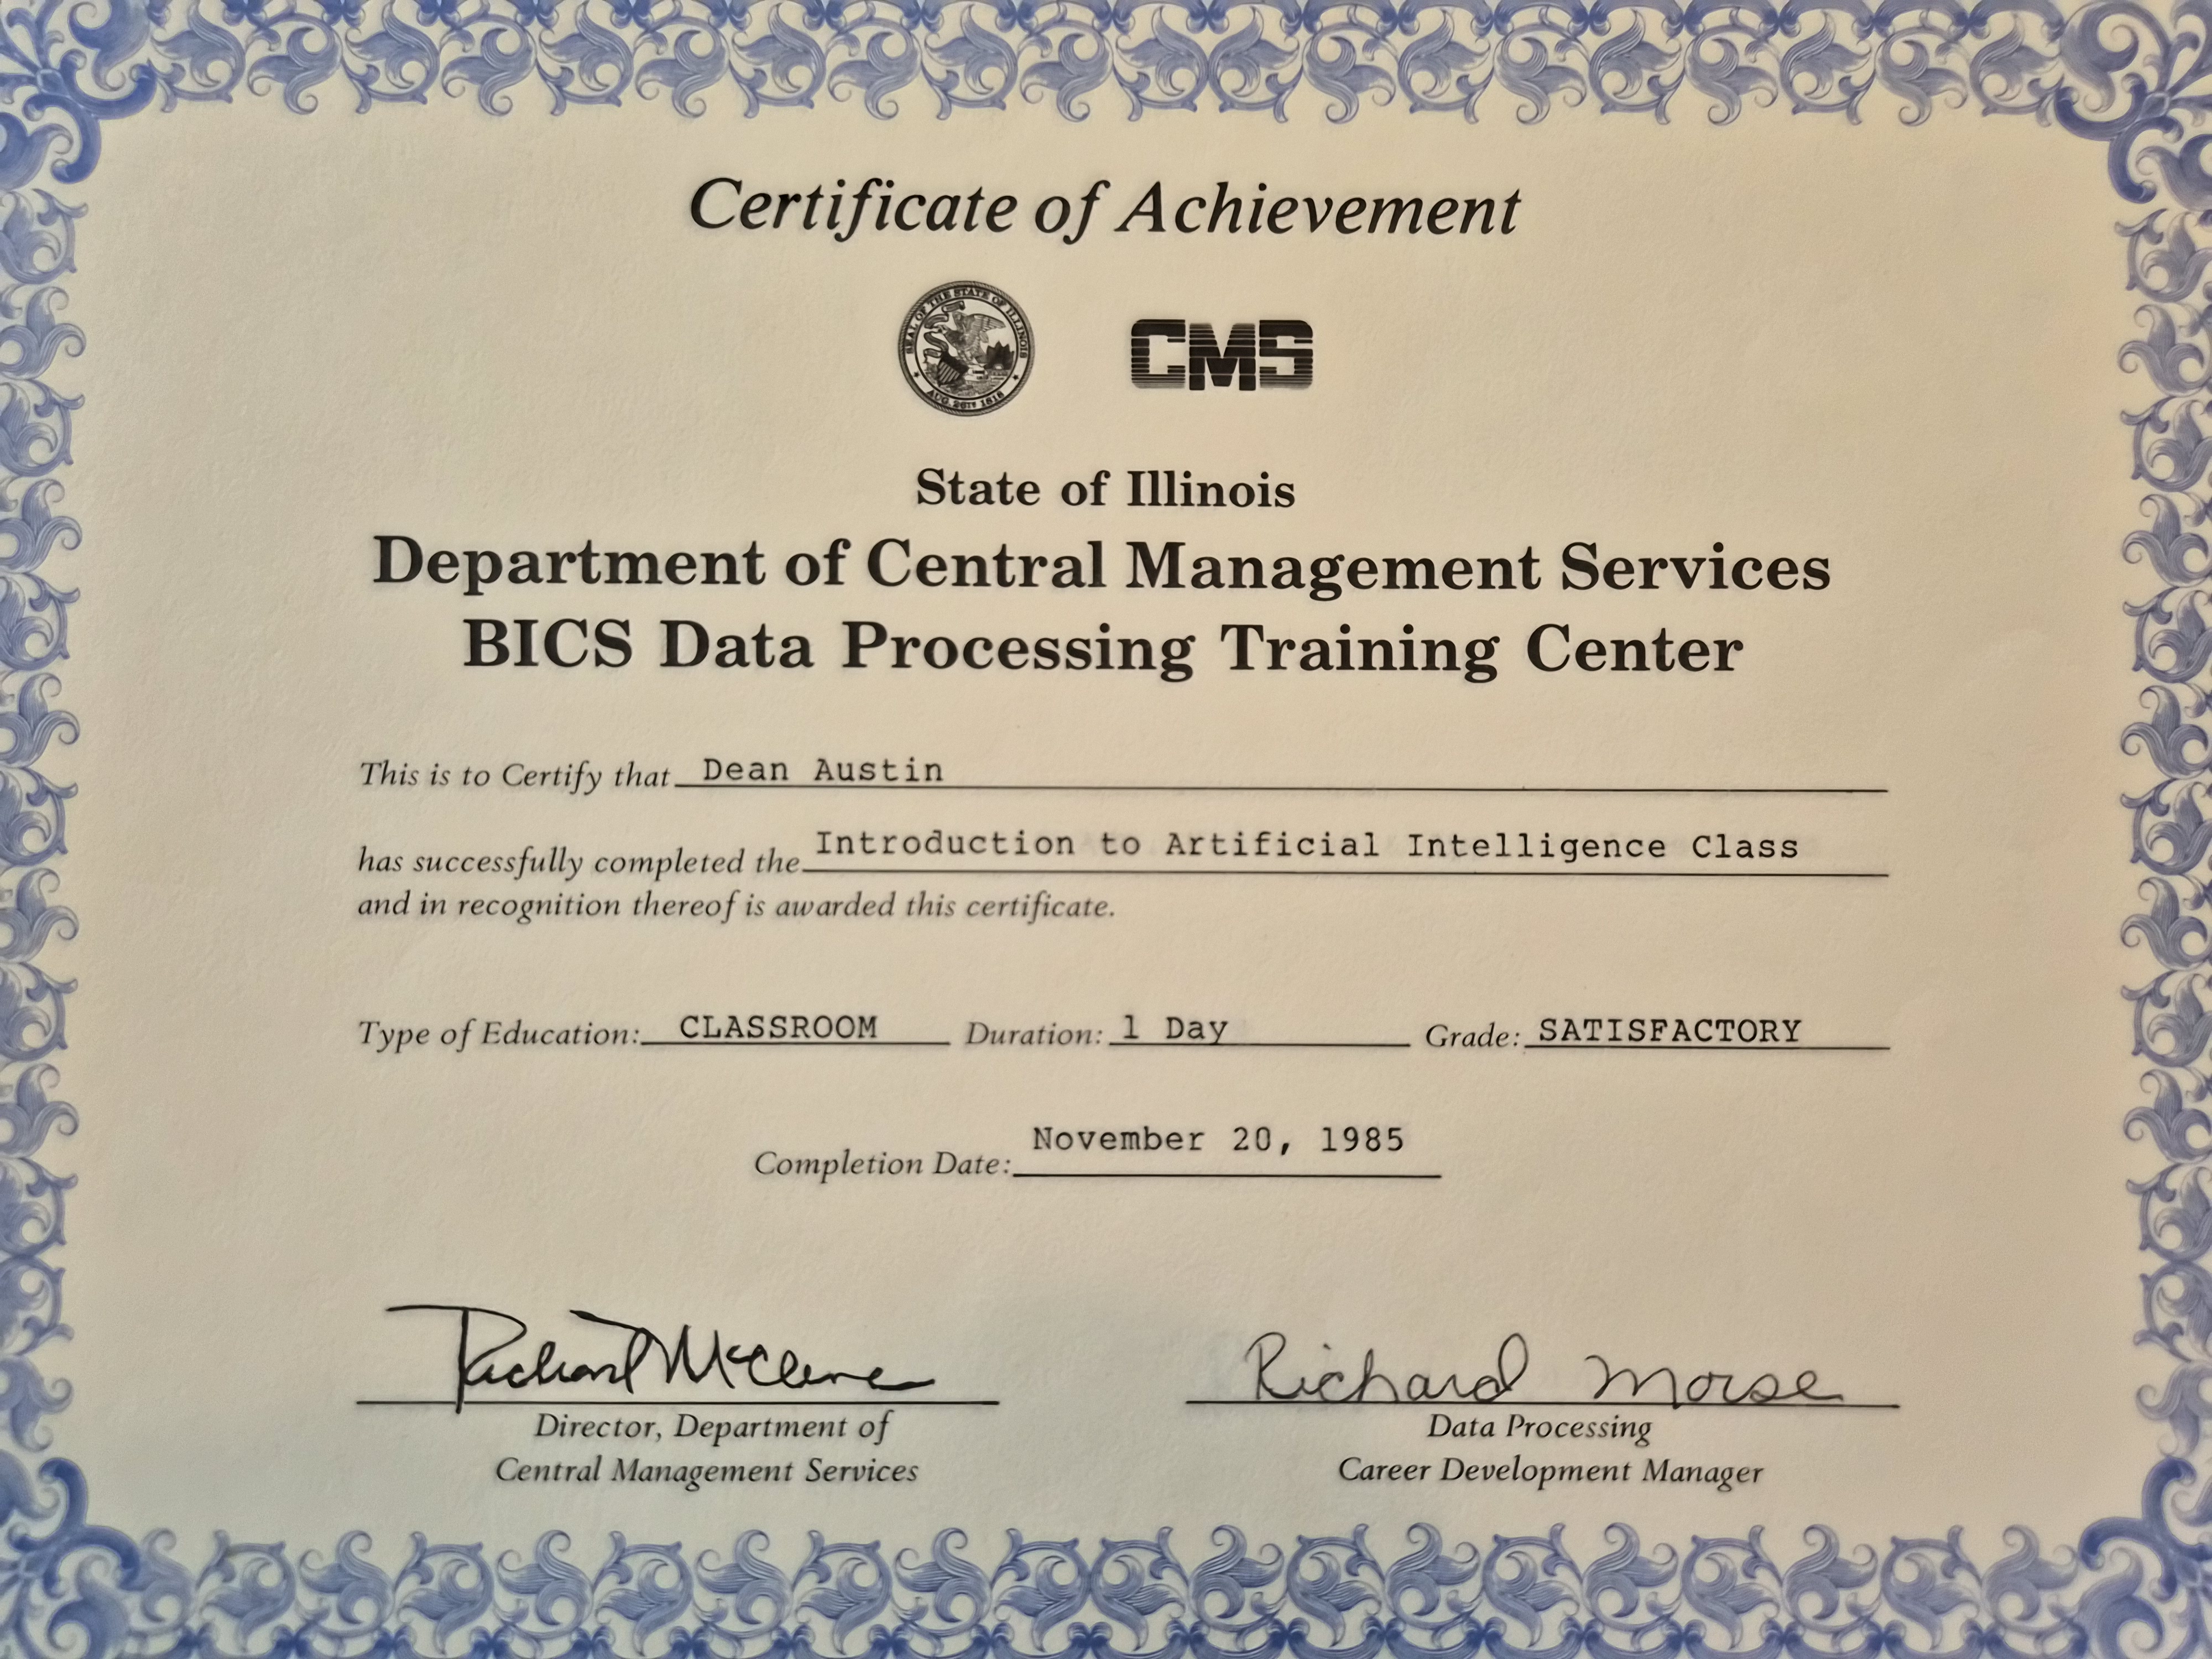 Certificate of Achievement
SEAL OF THE STATE OF ILLINOIS
AUG. 26TH 1818
CMS
State of Illinois
Department of Central Management Services
BICS Data Processing Training Center
This is to Certify that Dean Austin
has successfully completed the Introduction to Artificial Intelligence Class
and in recognition thereof is awarded this certificate.
Type of Education: CLASSROOM Duration: 1 Day Grade: SATISFACTORY
Completion Date: November 20, 1985
Richard Richard Morse
Director, Department of Data Processing
Central Management Services Career Development Manager